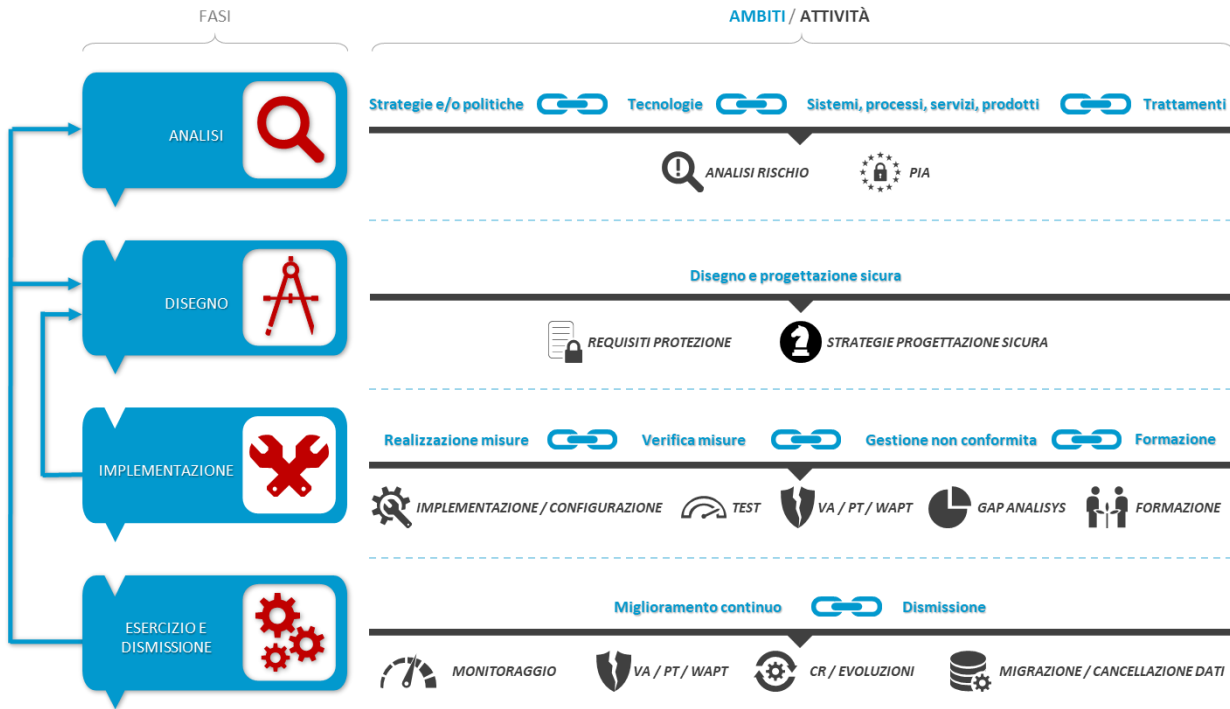 FASI
AMBITI / ATTIVITÀ
ANALISI
Strategie e/o politiche
Tecnologie
Sistemi, processi, servizi, prodotti
Trattamenti
ANALISI RISCHIO
PIA
DISEGNO
Disegno e progettazione sicura
REQUISITI PROTEZIONE
STRATEGIE PROGETTAZIONE SICURA
IMPLEMENTAZIONE
Realizzazione misure
Verifica misure
Gestione non conformita
Formazione
IMPLEMENTAZIONE / CONFIGURAZIONE
TEST
VA / PT / WAPT
GAP ANALISYS
FORMAZIONE
ESERCIZIO E
DISMISSIONE
Miglioramento continuo
Dismissione
MONITORAGGIO
VA / PT / WAPT
CR / EVOLUZIONI
MIGRAZIONE / CANCELLAZIONE DATI